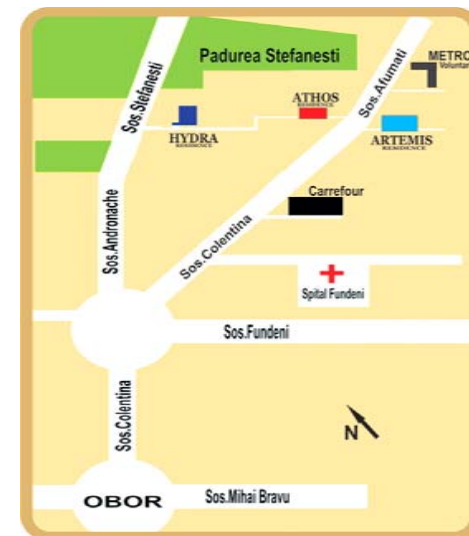 Padurea Stefanesti
METRO
Voluntari
Sos.Stefanesti
Sos.Afumati
ATHOS
RESIDENCE
HYDRA
RESIDENCE
ARTEMIS
RESIDENCE
Carrefour
Sos.Andronache
Sos.Colentina
Spital Fundeni
Sos.Fundeni
Sos.Colentina
N
OBOR
Sos.Mihai Bravu